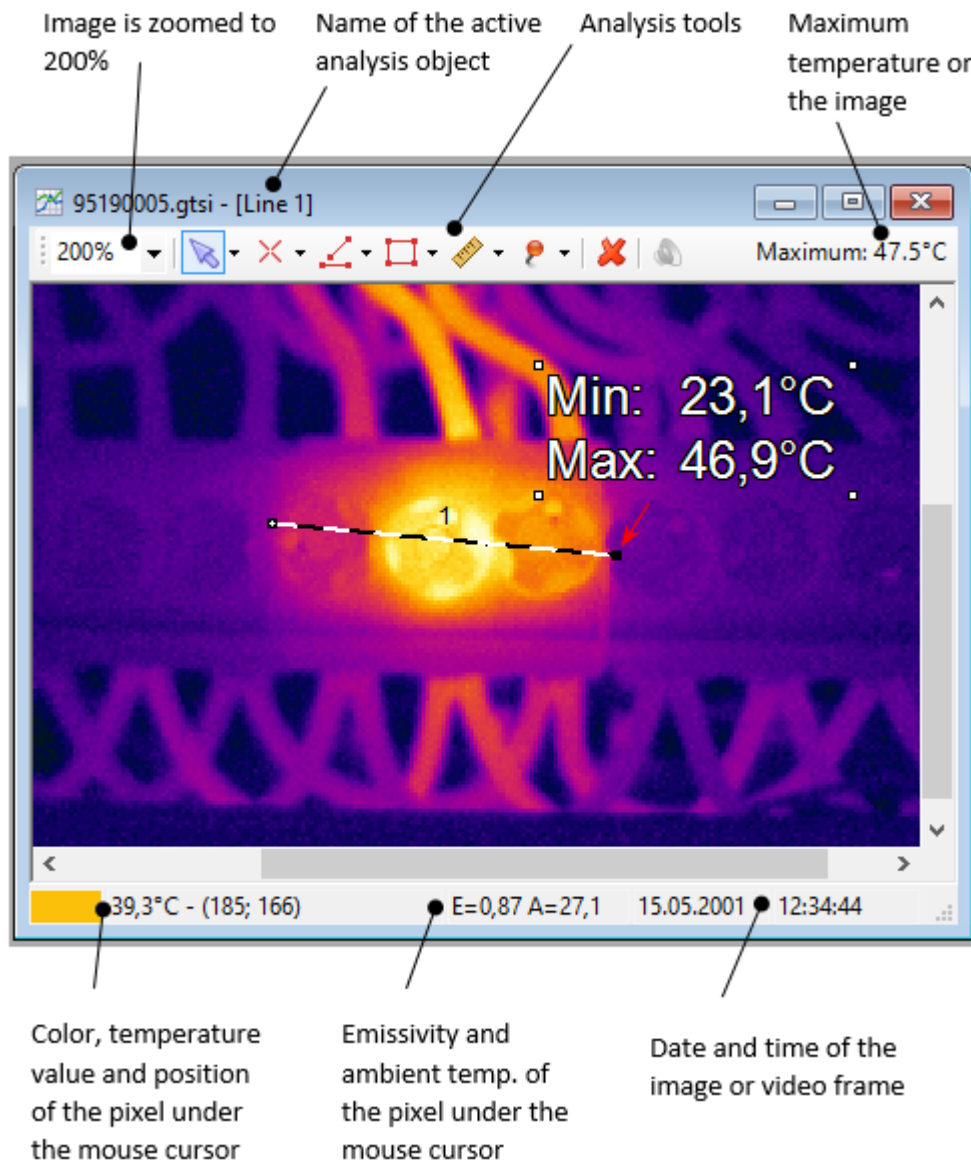 Image is zoomed to
200%
Name of the active
analysis object
Analysis tools
Maximum
temperature or
the image
95190005.gtsi - [Line 1]
200%
Maximum: 47.5°C
Min: 23,1°C
Max: 46,9°C
1
39,3°C - (185; 166)
E=0,87 A=27,1
15.05.2001
12:34:44
Color, temperature
value and position
of the pixel under
the mouse cursor
Emissivity and
ambient temp. of
the pixel under the
mouse cursor
Date and time of the
image or video frame